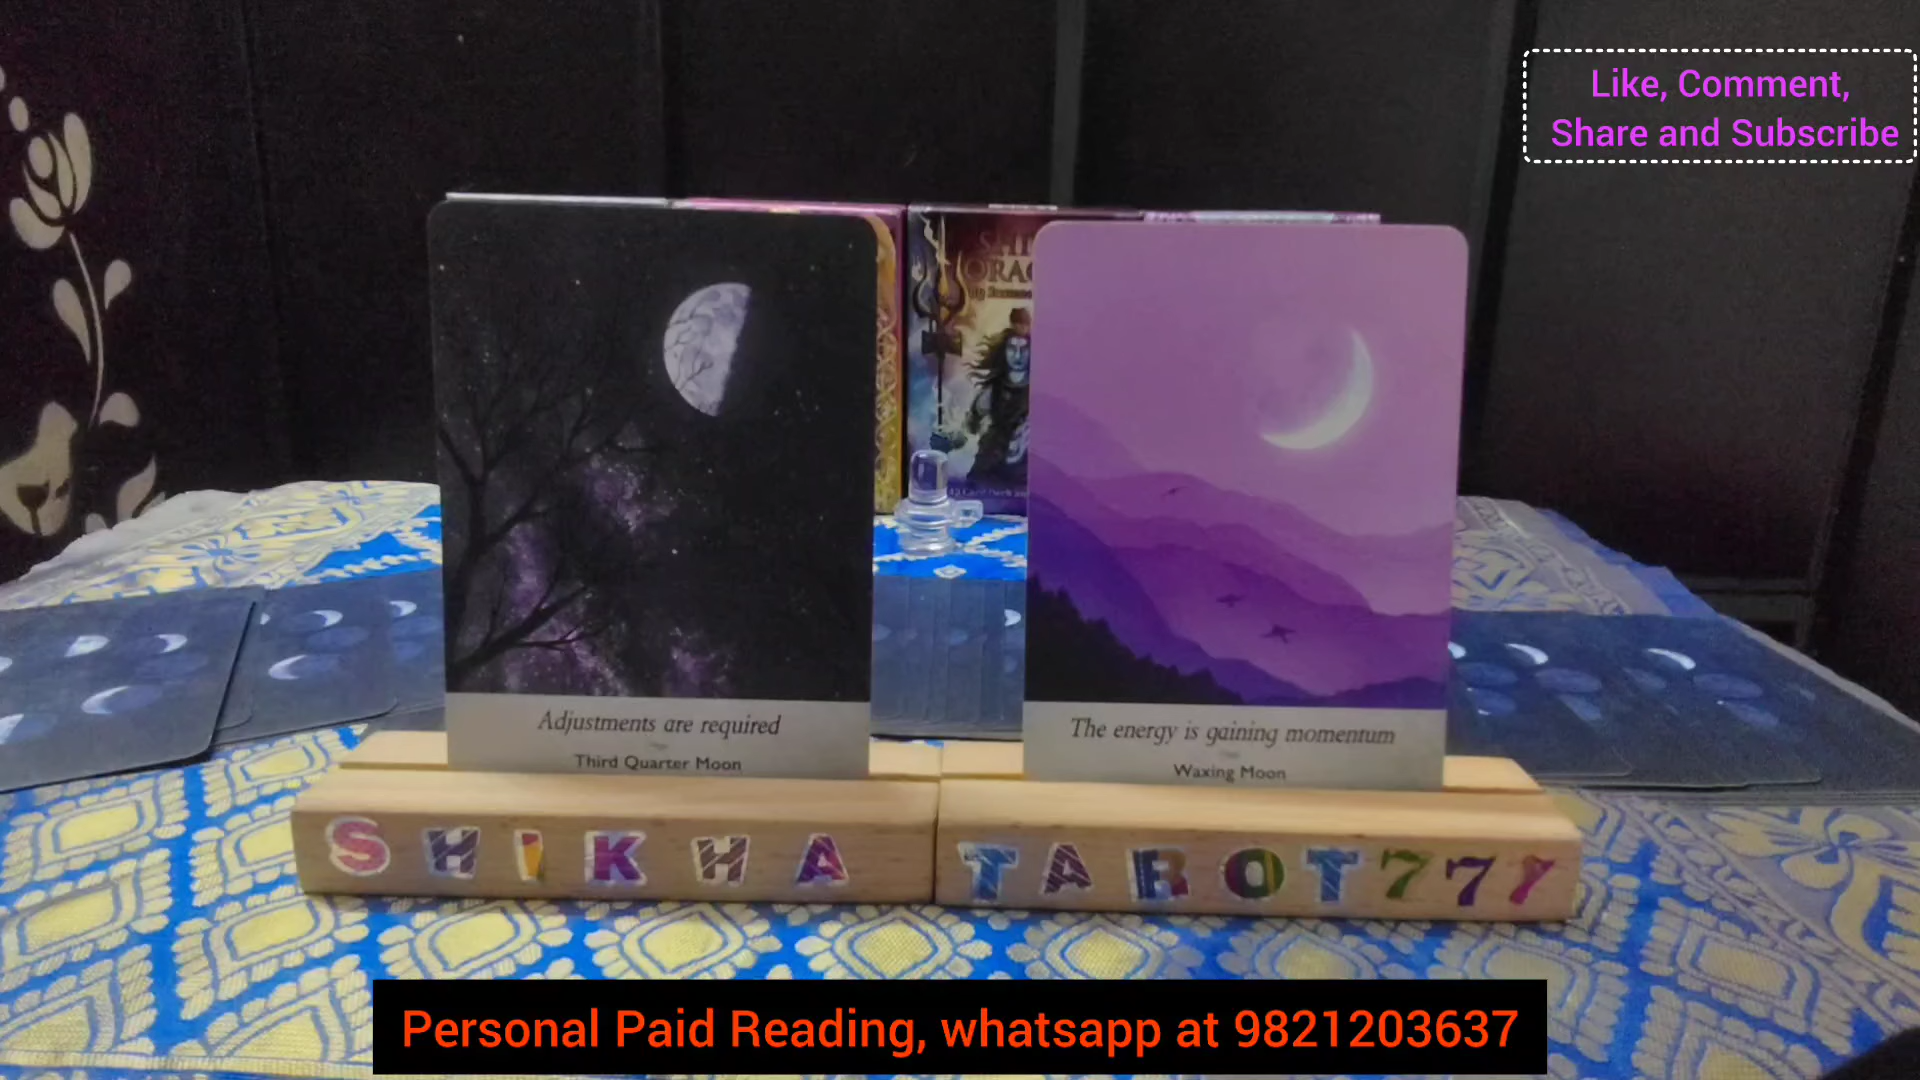 Like, Comment,
Share and Subscribe
Adjustments are required
Third Quarter Moon
The energy is gaining momentum
Waxing Moon
SHIKHA TAROT777
Personal Paid Reading, whatsapp at 9821203637